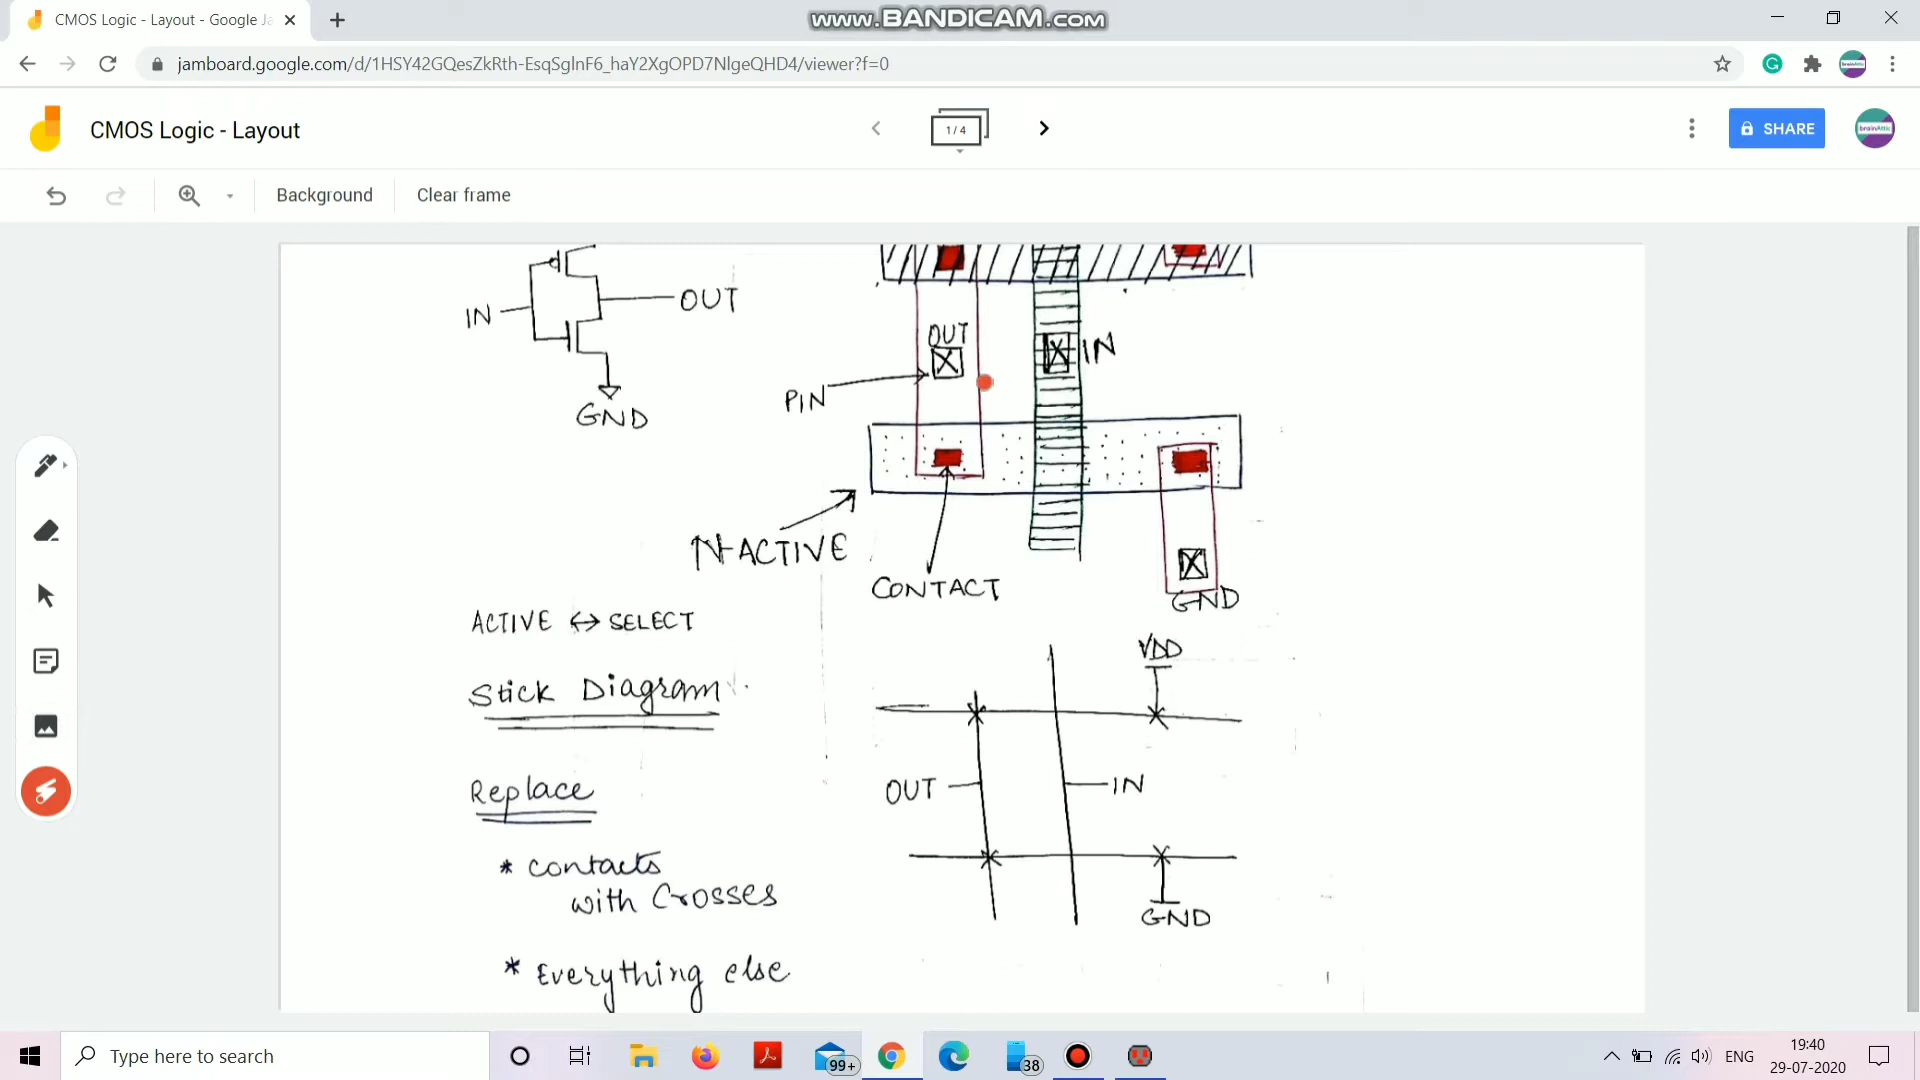 CMOS Logic - Layout - Google Ja
www.BANDICAM.com
jamboard.google.com/d/1HSY42GQesZkRth-EsqSgInF6_haY2XgOPD7NlgeQHD4/viewer?f=0
CMOS Logic - Layout
1 / 4
SHARE
brainAttic
Background
Clear frame
IN
OUT
GND
OUT
IN
PIN
N-ACTIVE
CONTACT
GND
ACTIVE ↔ SELECT
Stick Diagram
VDD
OUT
IN
GND
Replace
* Contacts
with Crosses
* Everything else
Type here to search
99+
38
ENG
19:40
29-07-2020